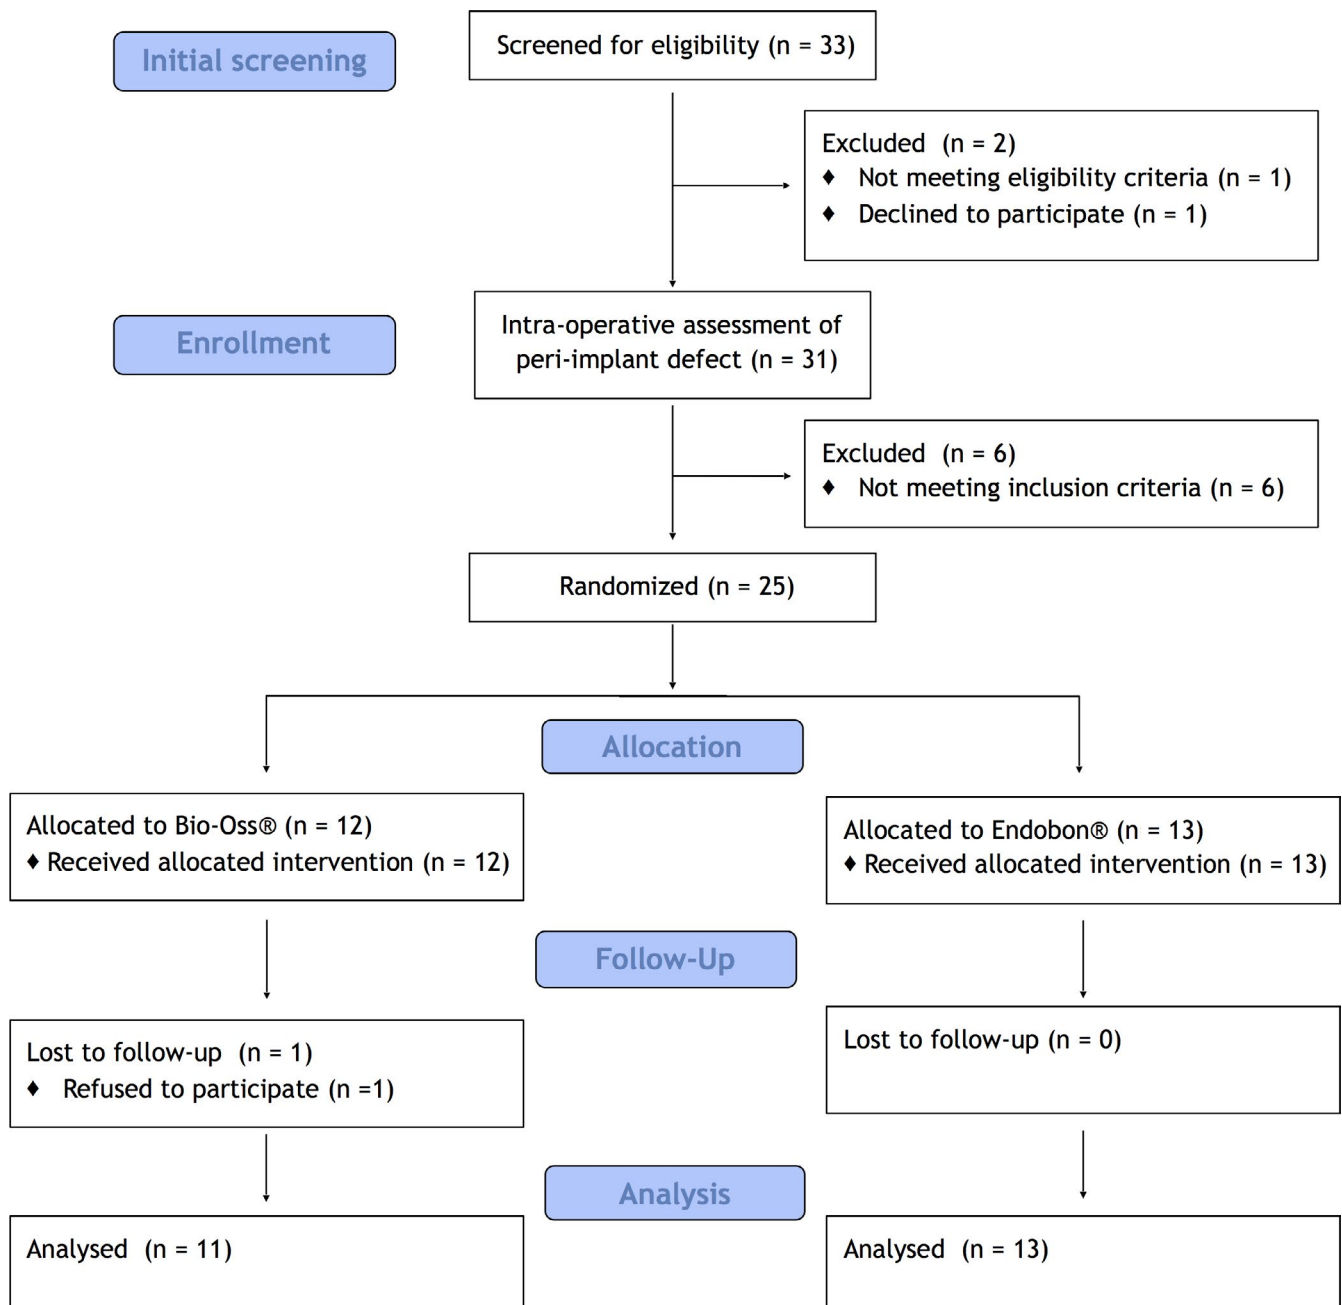 Initial screening
Screened for eligibility (n = 33)
Excluded (n = 2)
♦ Not meeting eligibility criteria (n = 1)
♦ Declined to participate (n = 1)
Enrollment
Intra-operative assessment of
peri-implant defect (n = 31)
Excluded (n = 6)
♦ Not meeting inclusion criteria (n = 6)
Randomized (n = 25)
Allocation
Allocated to Bio-Oss® (n = 12)
♦ Received allocated intervention (n = 12)
Allocated to Endobon® (n = 13)
♦ Received allocated intervention (n = 13)
Follow-Up
Lost to follow-up (n = 1)
♦ Refused to participate (n =1)
Lost to follow-up (n = 0)
Analysis
Analysed (n = 11)
Analysed (n = 13)